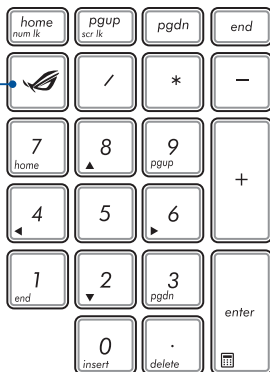 home pgup pgdn end
num lk scr lk
/ * −
7 8 9
home ▲ pgup
+
4 5 6
◀ ▶
1 2 3
end ▼ pgdn
enter
0 .
insert delete